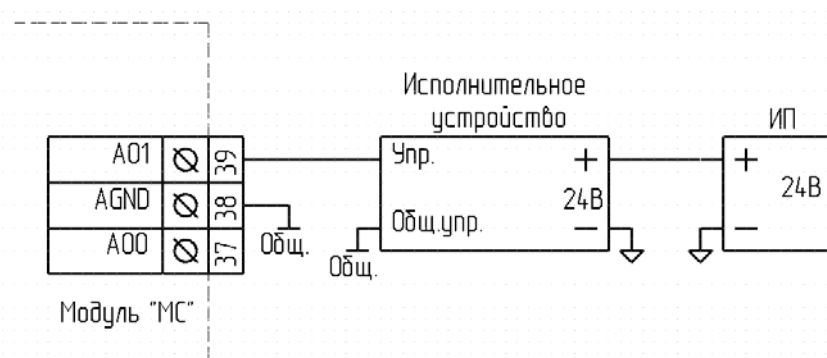 Исполнительное
устройство
ИП
AO1
39
Упр.
+
+
24В
24В
AGND
38
Общ.
Общ.упр.
Общ.
−
−
AO0
37
Модуль "МС"